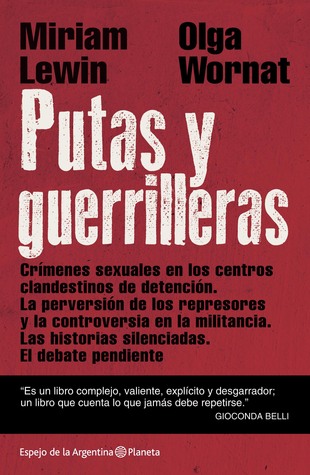 Miriam Olga
Lewin Wornat
Putas y
guerrilleras
Crímenes sexuales en los centros
clandestinos de detención.
La perversión de los represores
y la controversia en la militancia.
Las historias silenciadas.
El debate pendiente
“Es un libro complejo, valiente, explícito y desgarrador;
un libro que cuenta lo que jamás debe repetirse.”
GIOCONDA BELLI
Espejo de la Argentina Planeta